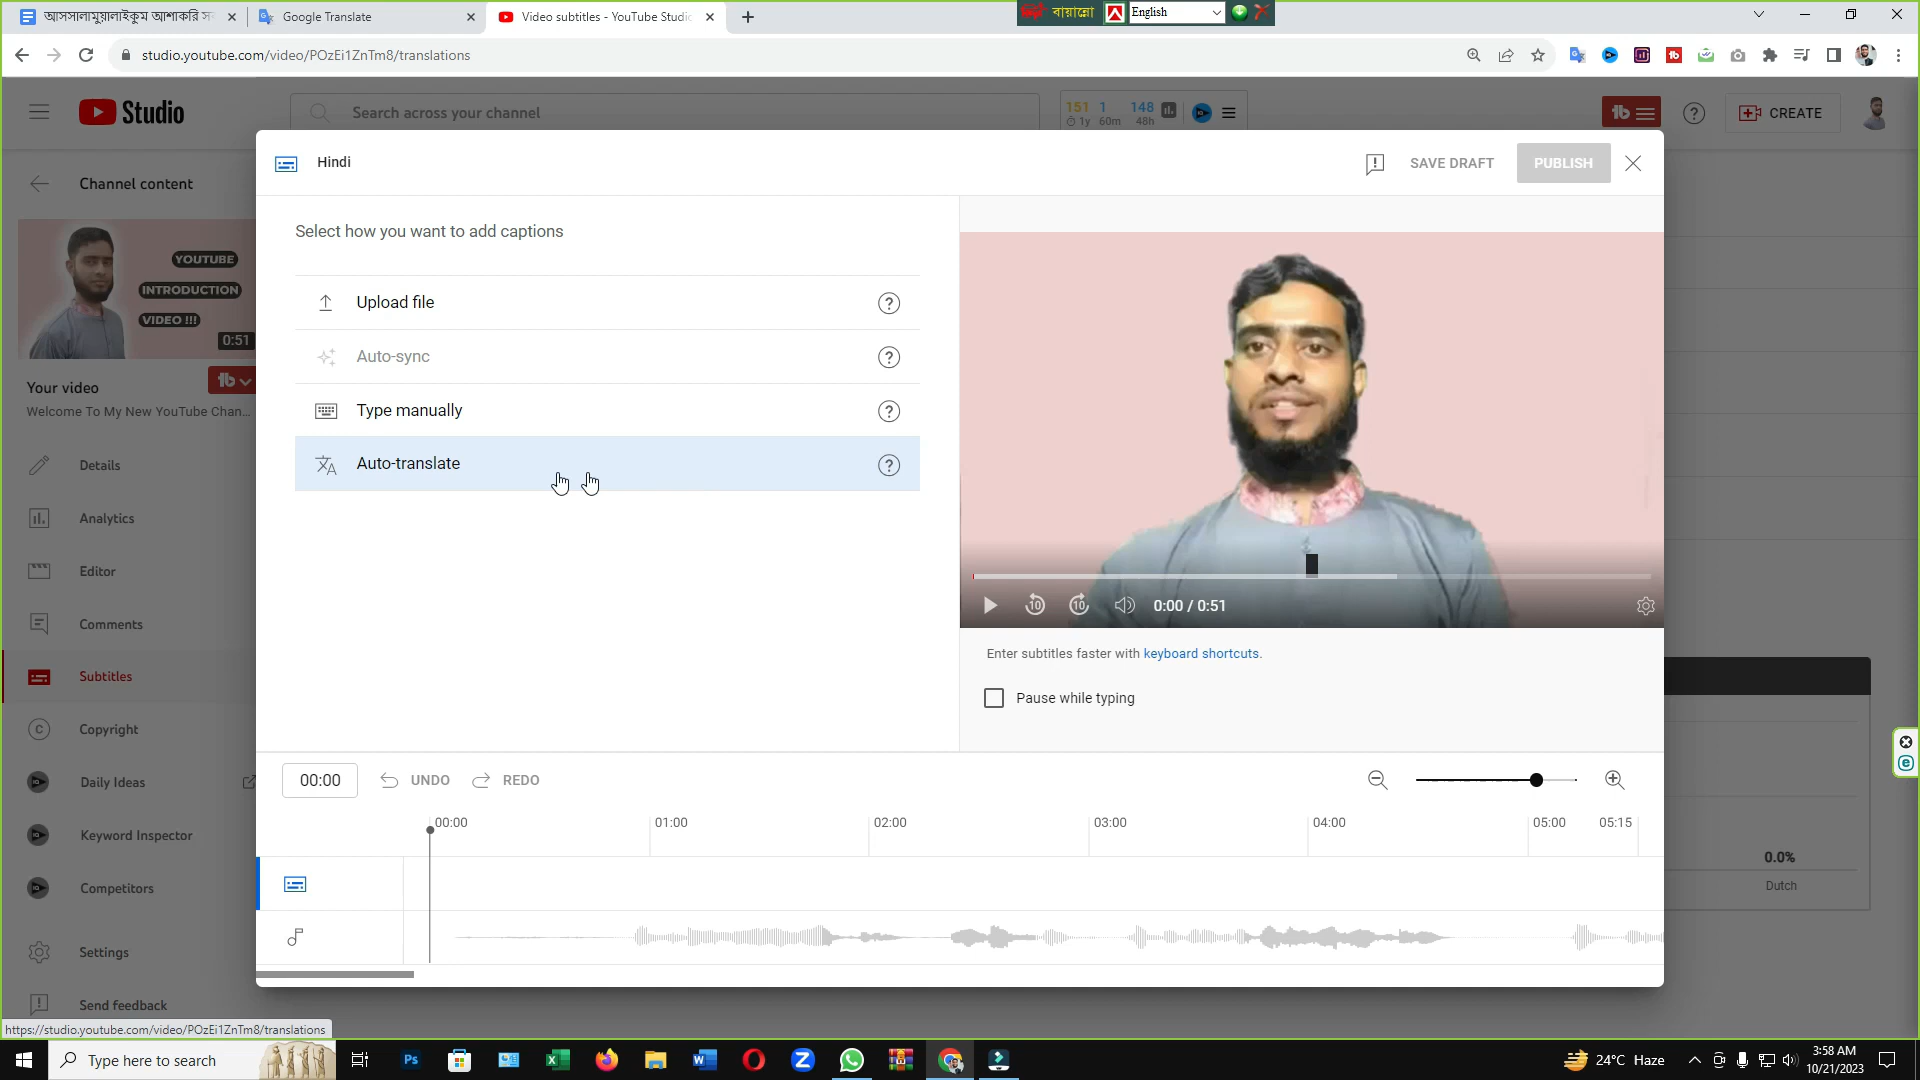 আসসালামুয়ালাইকুম আশাকরি সব
Google Translate
Video subtitles - YouTube Studio
বায়ান্নো
English
studio.youtube.com/video/POzEi1ZnTm8/translations
Studio
Search across your channel
151 1 148
1y 60m 48h
CREATE
Hindi
SAVE DRAFT
PUBLISH
Channel content
YOUTUBE
INTRODUCTION
VIDEO !!!
0:51
Your video
Welcome To My New YouTube Chan...
Details
Analytics
Editor
Comments
Subtitles
Copyright
Daily Ideas
Keyword Inspector
Competitors
Settings
Send feedback
Select how you want to add captions
Upload file
Auto-sync
Type manually
Auto-translate
0:00 / 0:51
Enter subtitles faster with keyboard shortcuts.
Pause while typing
00:00
UNDO
REDO
00:00 01:00 02:00 03:00 04:00 05:00 05:15
0.0%
Dutch
https://studio.youtube.com/video/POzEi1ZnTm8/translations
Type here to search
24°C Haze
3:58 AM
10/21/2023